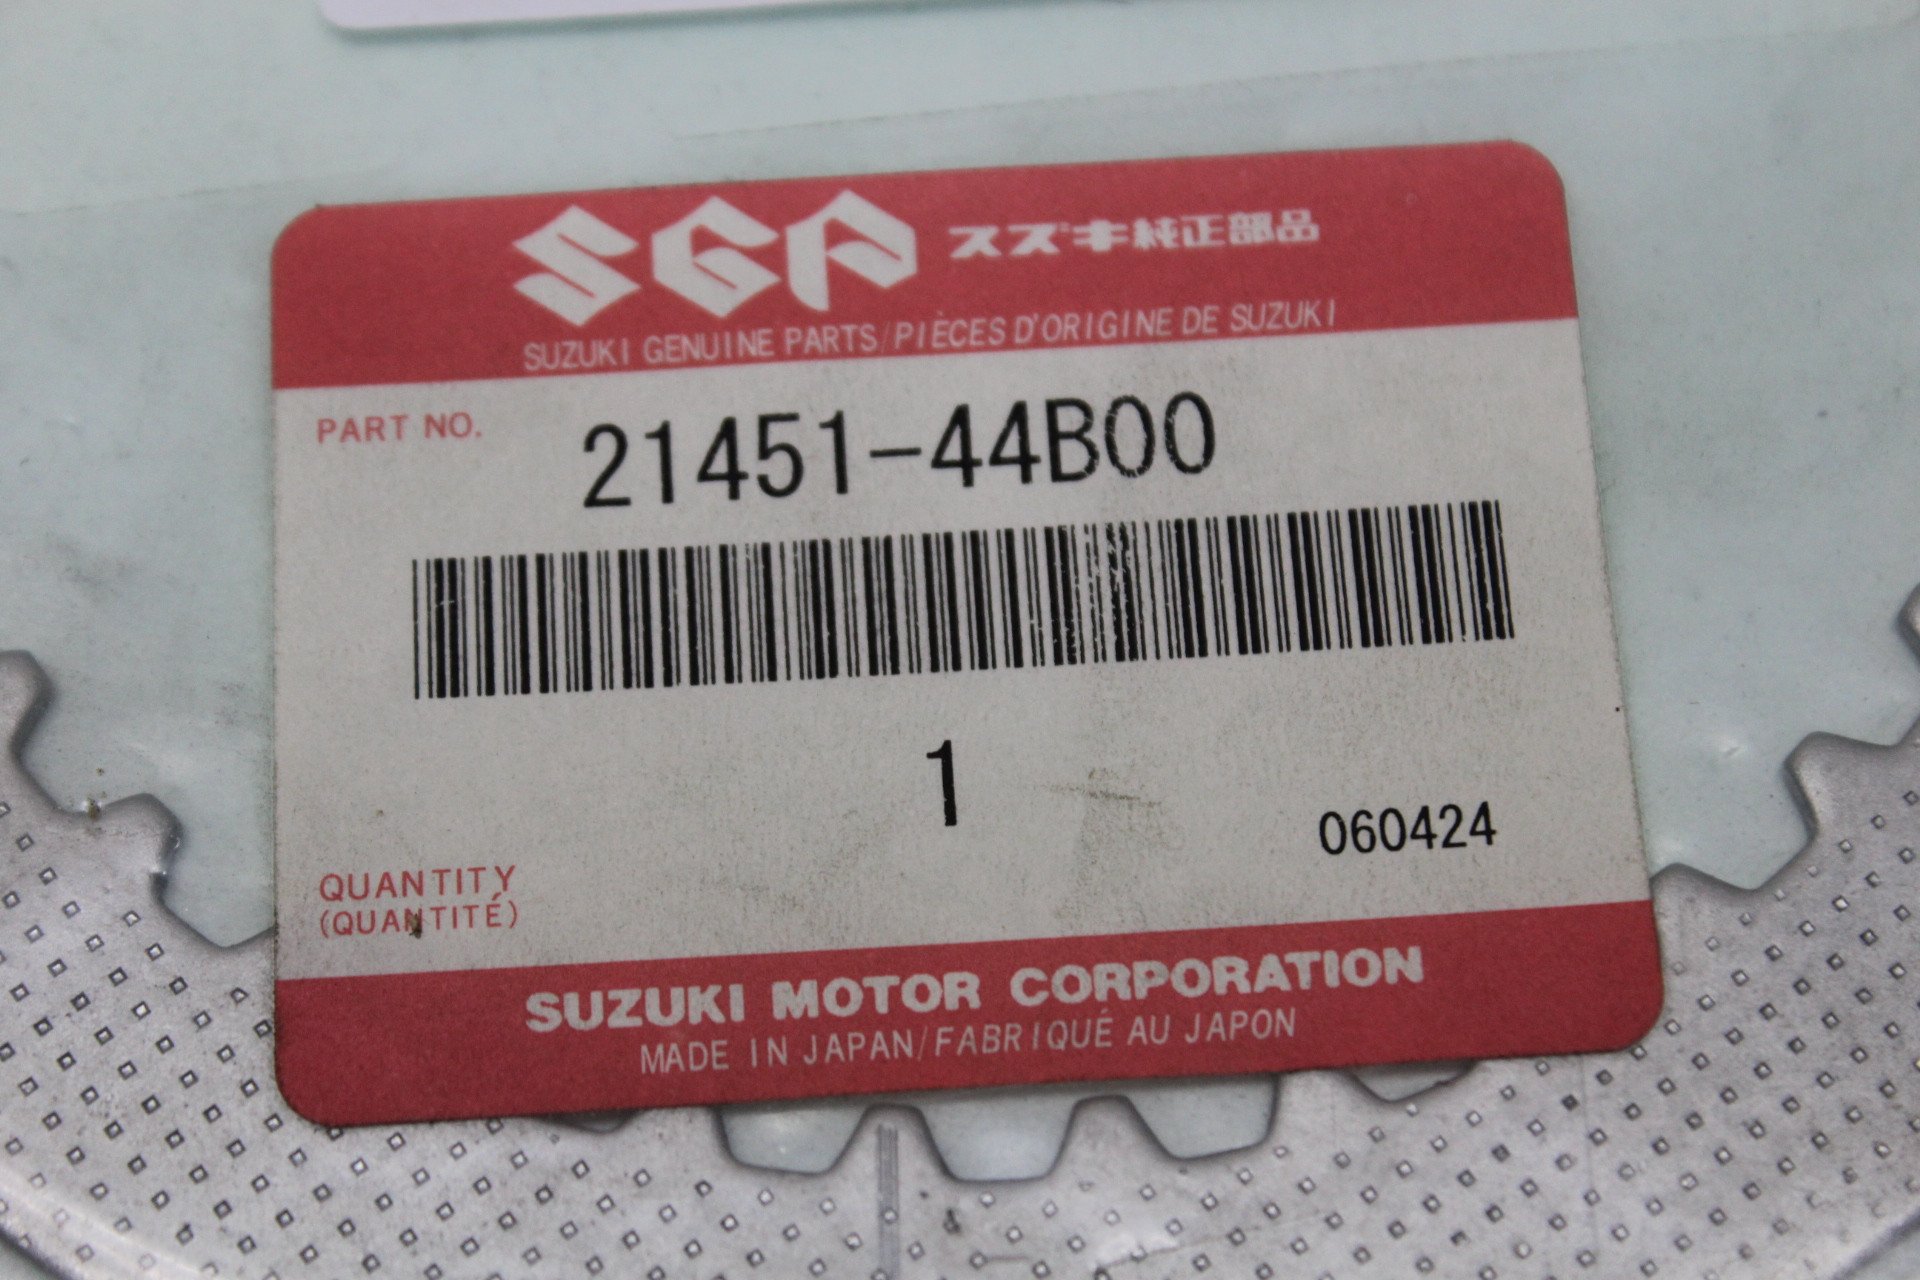 SGP スズキ純正部品
SUZUKI GENUINE PARTS/PIÈCES D'ORIGINE DE SUZUKI
PART NO. 21451-44B00
1
060424
QUANTITY
(QUANTITÉ)
SUZUKI MOTOR CORPORATION
MADE IN JAPAN/FABRIQUÉ AU JAPON